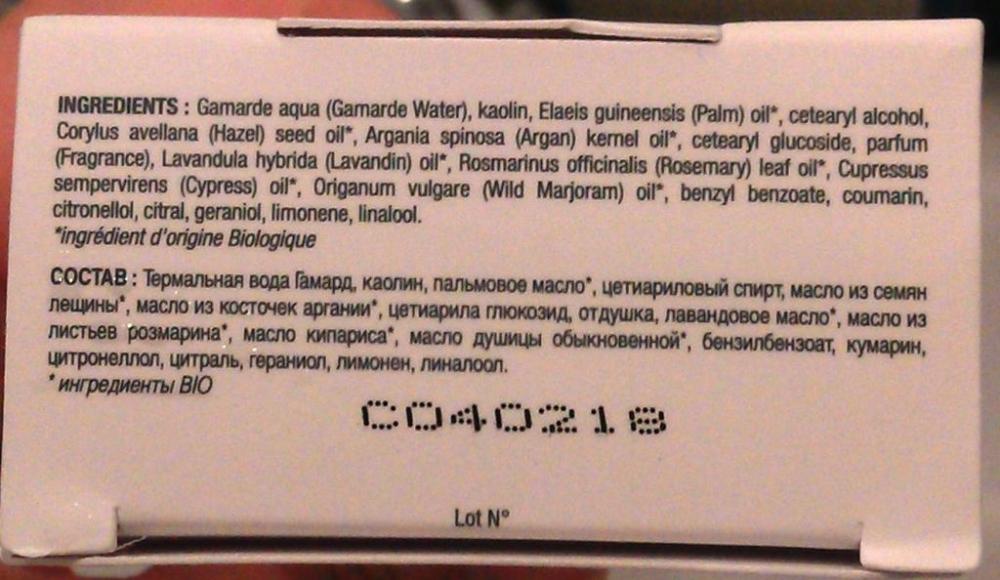 INGREDIENTS : Gamarde aqua (Gamarde Water), kaolin, Elaeis guineensis (Palm) oil*, cetearyl alcohol,
Corylus avellana (Hazel) seed oil*, Argania spinosa (Argan) kernel oil*, cetearyl glucoside, parfum
(Fragrance), Lavandula hybrida (Lavandin) oil*, Rosmarinus officinalis (Rosemary) leaf oil*, Cupressus
sempervirens (Cypress) oil*, Origanum vulgare (Wild Marjoram) oil*, benzyl benzoate, coumarin,
citronellol, citral, geraniol, limonene, linalool.
*ingrédient d'origine Biologique
СОСТАВ : Термальная вода Гамард, каолин, пальмовое масло*, цетиариловый спирт, масло из семян
лещины*, масло из косточек аргании*, цетиарила глюкозид, отдушка, лавандовое масло*, масло из
листьев розмарина*, масло кипариса*, масло душицы обыкновенной*, бензилбензоат, кумарин,
цитронеллол, цитраль, гераниол, лимонен, линалоол.
* ингредиенты BIO
C040218
Lot N°